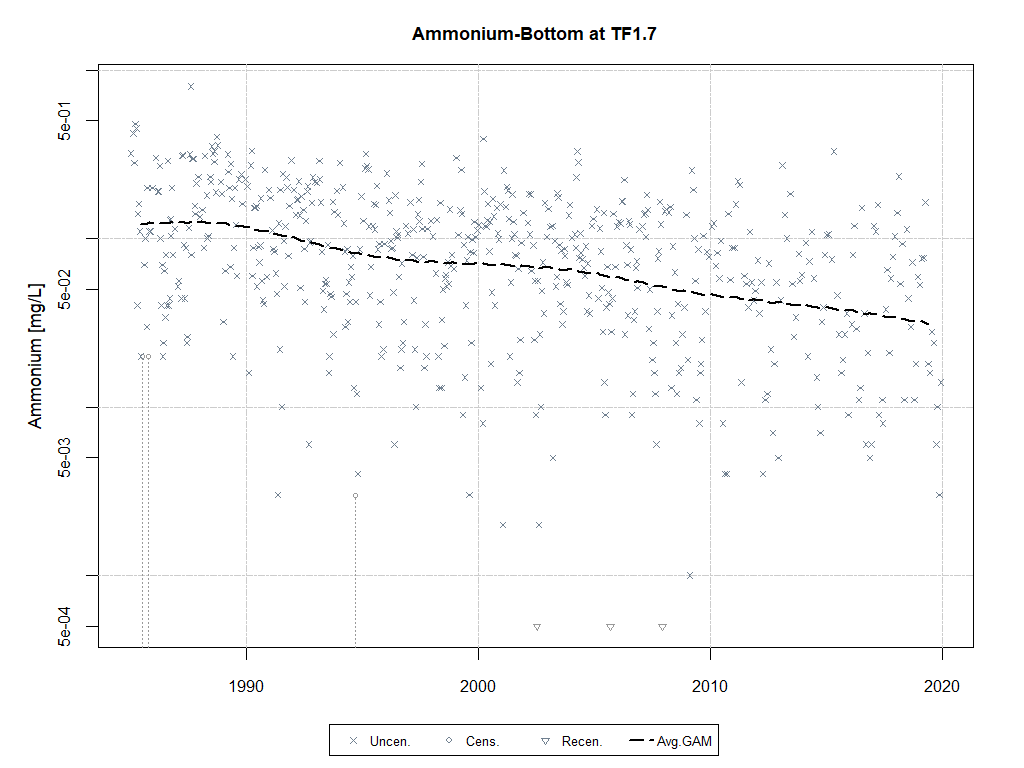 Ammonium-Bottom at TF1.7
Ammonium [mg/L]
5e-01
5e-02
5e-03
5e-04
1990 2000 2010 2020
Uncen. Cens. Recen. Avg.GAM